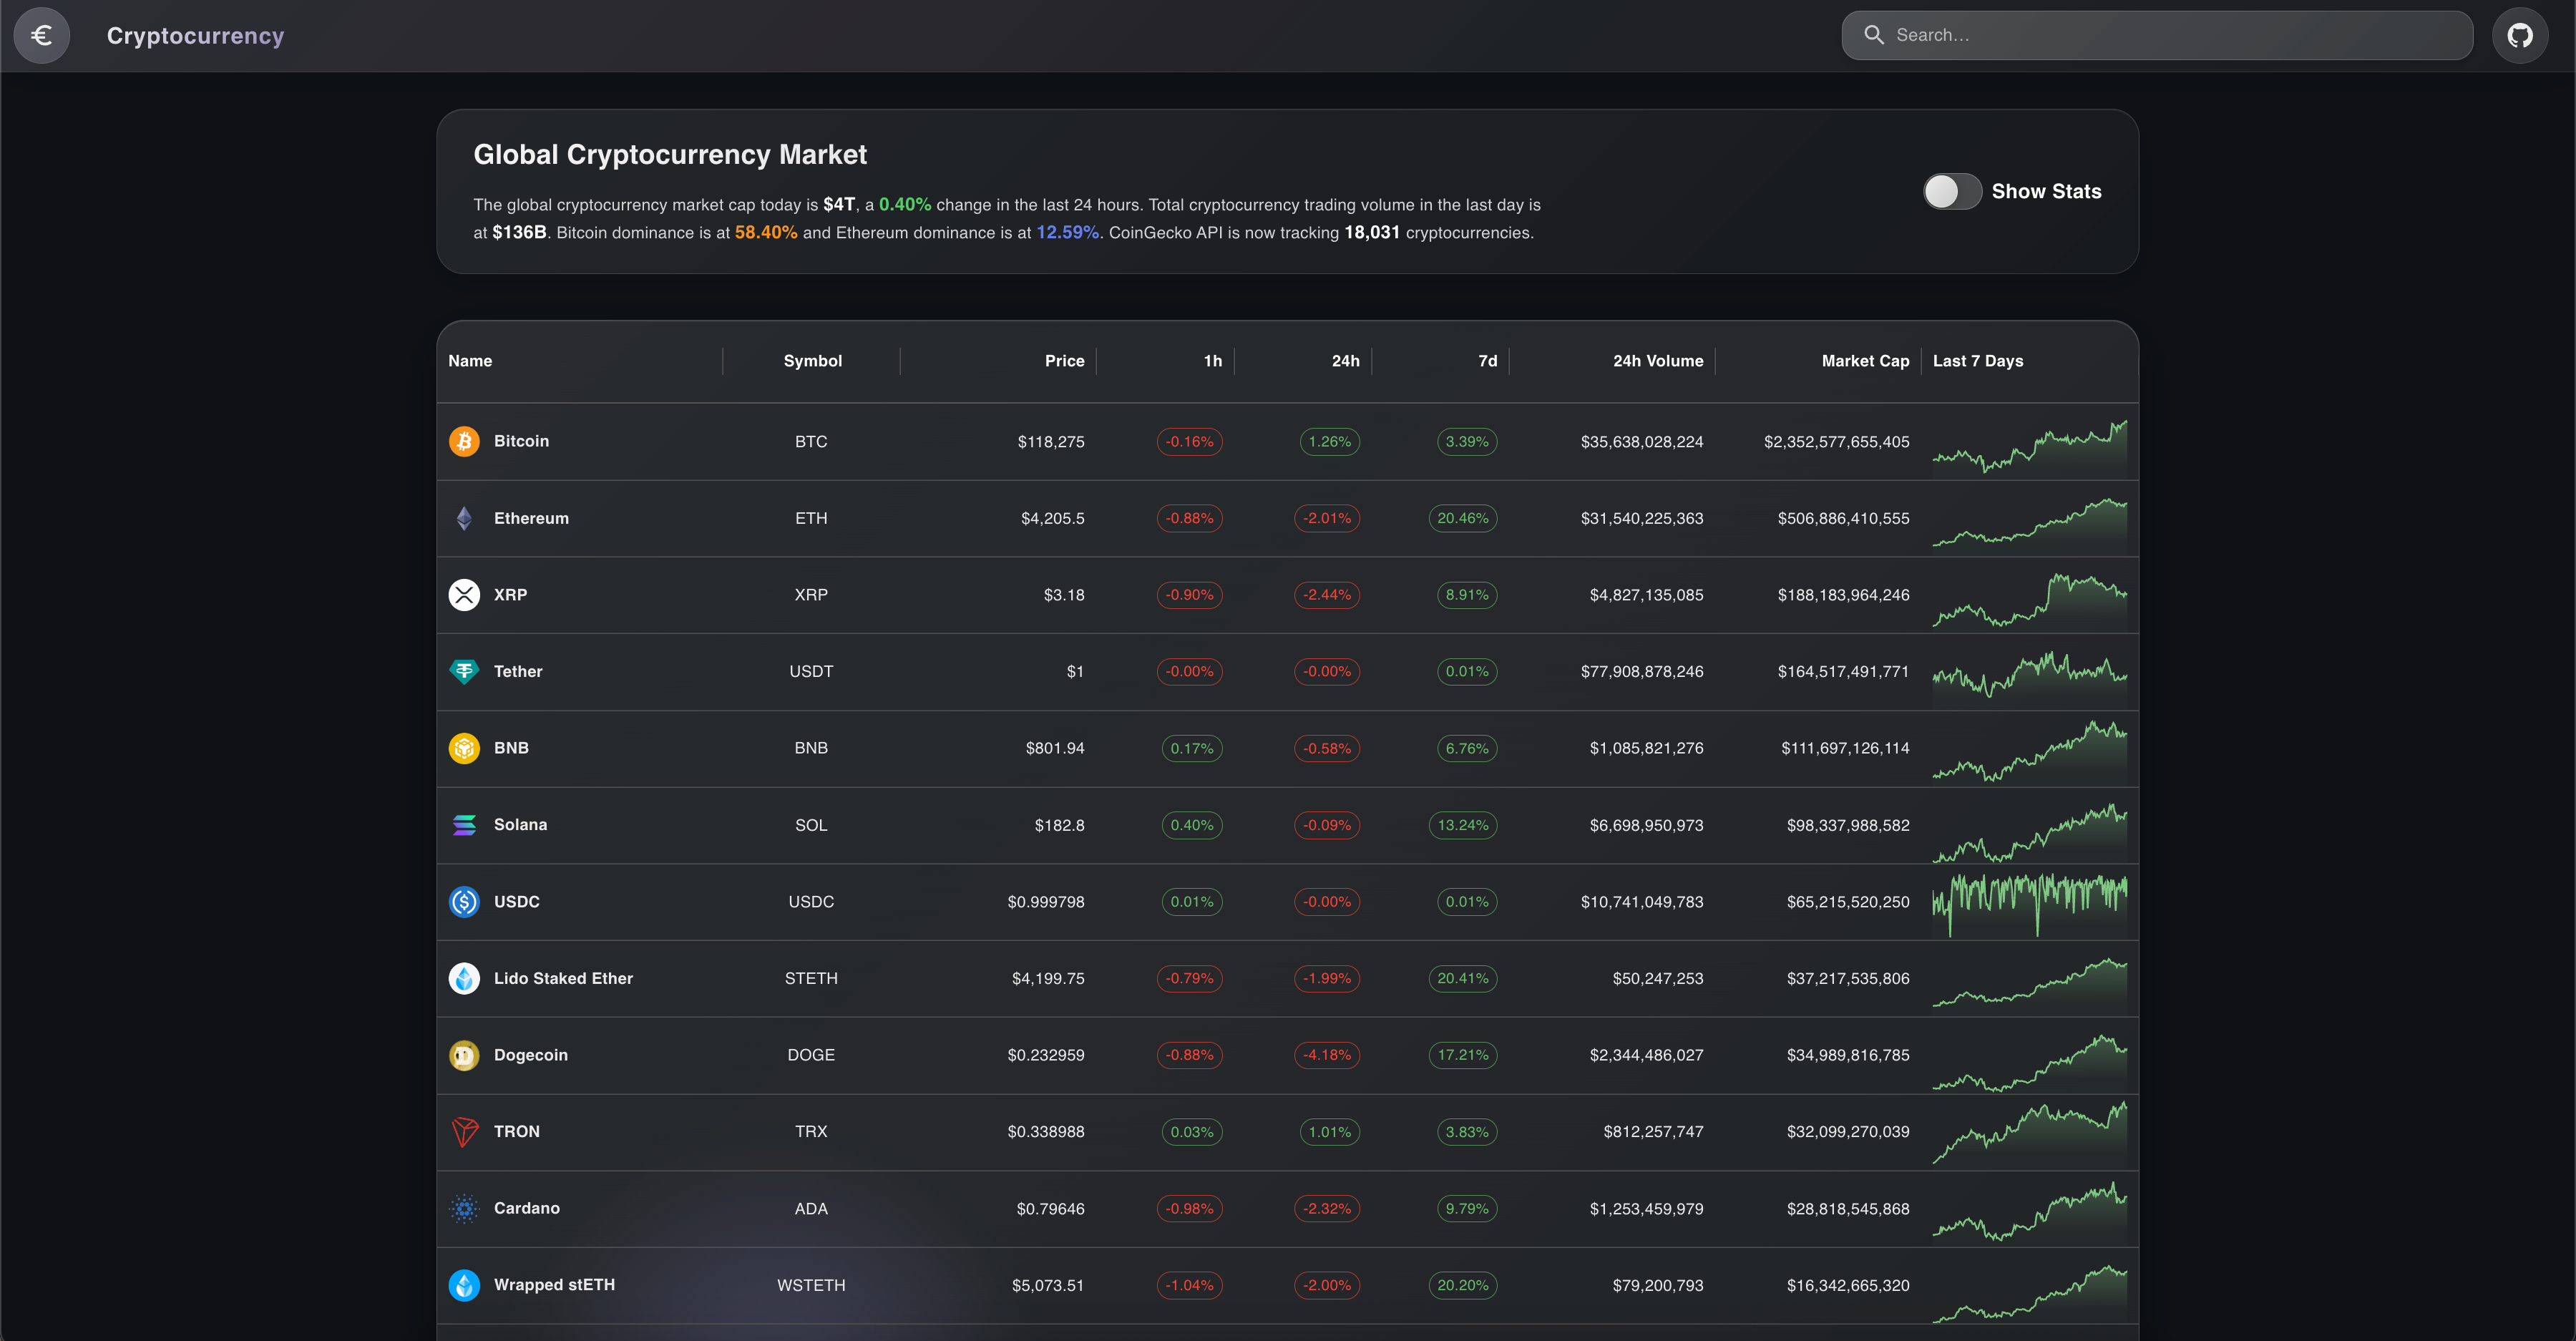 € Cryptocurrency Search...
Global Cryptocurrency Market
Show Stats
The global cryptocurrency market cap today is $4T, a 0.40% change in the last 24 hours. Total cryptocurrency trading volume in the last day is
at $136B. Bitcoin dominance is at 58.40% and Ethereum dominance is at 12.59%. CoinGecko API is now tracking 18,031 cryptocurrencies.
Name Symbol Price 1h 24h 7d 24h Volume Market Cap Last 7 Days
Bitcoin BTC $118,275 -0.16% 1.26% 3.39% $35,638,028,224 $2,352,577,655,405
Ethereum ETH $4,205.5 -0.88% -2.01% 20.46% $31,540,225,363 $506,886,410,555
XRP XRP $3.18 -0.90% -2.44% 8.91% $4,827,135,085 $188,183,964,246
Tether USDT $1 -0.00% -0.00% 0.01% $77,908,878,246 $164,517,491,771
BNB BNB $801.94 0.17% -0.58% 6.76% $1,085,821,276 $111,697,126,114
Solana SOL $182.8 0.40% -0.09% 13.24% $6,698,950,973 $98,337,988,582
USDC USDC $0.999798 0.01% -0.00% 0.01% $10,741,049,783 $65,215,520,250
Lido Staked Ether STETH $4,199.75 -0.79% -1.99% 20.41% $50,247,253 $37,217,535,806
Dogecoin DOGE $0.232959 -0.88% -4.18% 17.21% $2,344,486,027 $34,989,816,785
TRON TRX $0.338988 0.03% 1.01% 3.83% $812,257,747 $32,099,270,039
Cardano ADA $0.79646 -0.98% -2.32% 9.79% $1,253,459,979 $28,818,545,868
Wrapped stETH WSTETH $5,073.51 -1.04% -2.00% 20.20% $79,200,793 $16,342,665,320